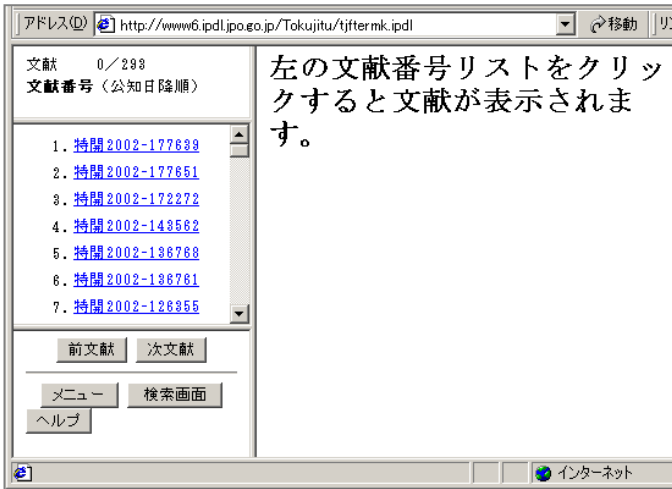 アドレス(D) http://www6.ipdl.jpo.go.jp/Tokujitu/tjftermk.ipdl 移動
文献 0/293
文献番号(公知日降順)
1. 特開2002-177639
2. 特開2002-177651
3. 特開2002-172272
4. 特開2002-143562
5. 特開2002-136768
6. 特開2002-136761
7. 特開2002-126355
前文献 次文献
メニュー 検索画面
ヘルプ
左の文献番号リストをクリッ
クすると文献が表示されま
す。
インターネット